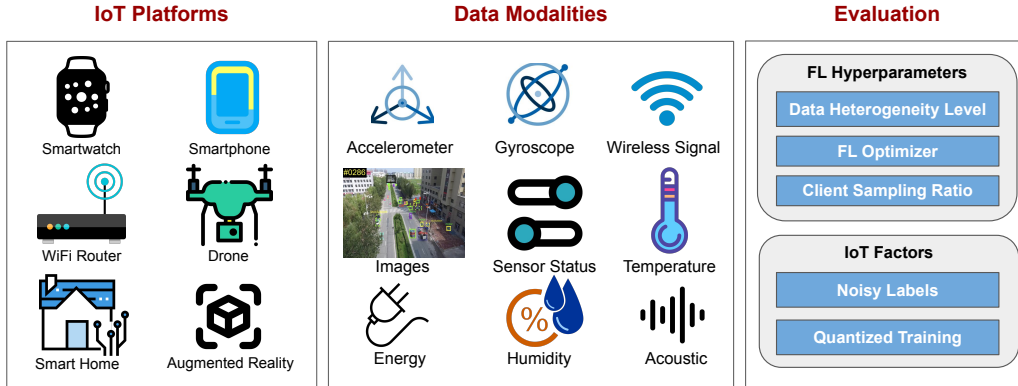 IoT Platforms
Smartwatch
Smartphone
WiFi Router
Drone
Smart Home
Augmented Reality
Data Modalities
Accelerometer
Gyroscope
Wireless Signal
#0286
Images
Sensor Status
Temperature
Energy
%
Humidity
Acoustic
Evaluation
FL Hyperparameters
Data Heterogeneity Level
FL Optimizer
Client Sampling Ratio
IoT Factors
Noisy Labels
Quantized Training